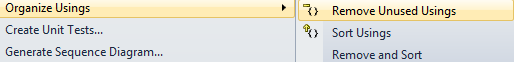 Organize Usings
Remove Unused Usings
Create Unit Tests...
Sort Usings
Generate Sequence Diagram...
Remove and Sort